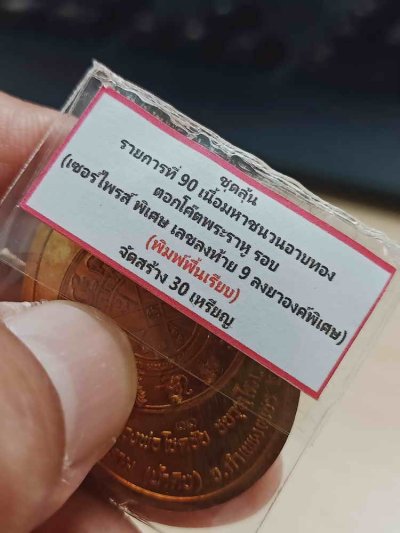 ชุดลุ้น
รายการที่ 90 เนื้อมหาชนวนอาบทอง
ตอกโค๊ตพระราหู รอบ
(เซอร์ไพรส์ พิเศษ เลขลงท้าย 9 ลงยาองค์พิเศษ)
(พิมพ์พื้นเรียบ)
จัดสร้าง 30 เหรียญ